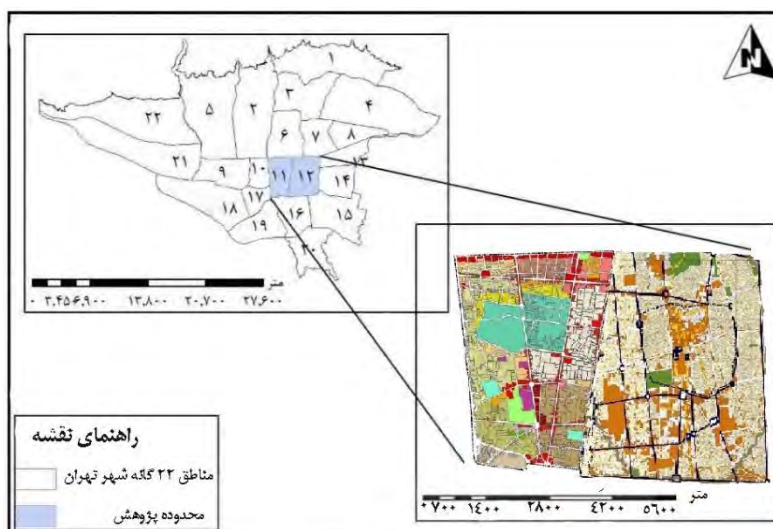 N
۱
۲
۳
۴
۵
۶
۷
۸
۹
۱۰
۱۱
۱۲
۱۳
۱۴
۱۵
۱۶
۱۷
۱۸
۱۹
۲۰
۲۱
۲۲
متر
۰ ۳,۴۵۶,۹۰۰ ۱۳,۸۰۰ ۲۰,۷۰۰ ۲۷,۶۰۰
متر
۰ ۷۰۰ ۱۴۰۰ ۲۸۰۰ ۴۲۰۰ ۵۶۰۰
راهنمای نقشه
مناطق ۲۲ گانه شهر تهران
محدوده پژوهش